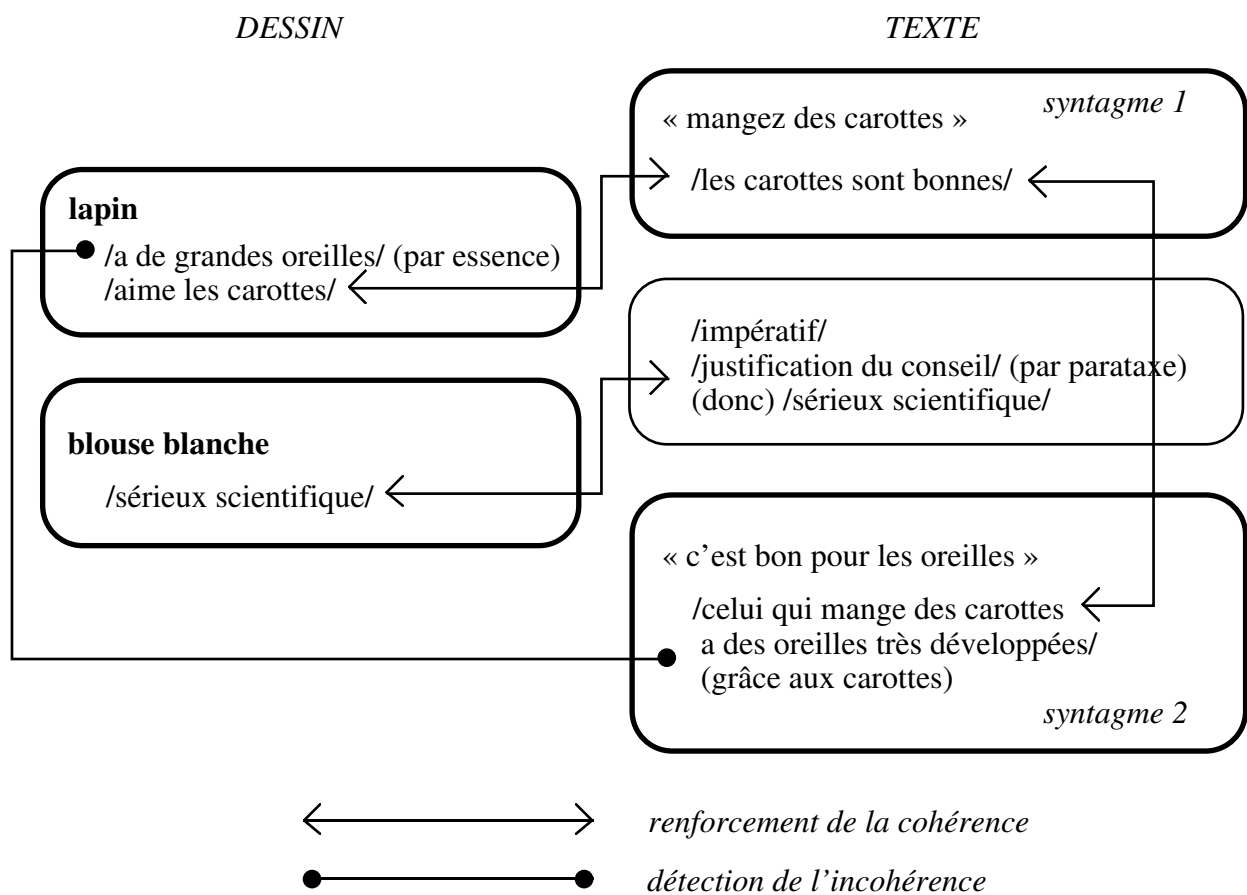 DESSIN
TEXTE
syntagme 1
« mangez des carottes »
/les carottes sont bonnes/
lapin
/a de grandes oreilles/ (par essence)
/aime les carottes/
/impératif/
/justification du conseil/ (par parataxe)
(donc) /sérieux scientifique/
blouse blanche
/sérieux scientifique/
« c’est bon pour les oreilles »
/celui qui mange des carottes
a des oreilles très développées/
(grâce aux carottes)
syntagme 2
renforcement de la cohérence
détection de l’incohérence